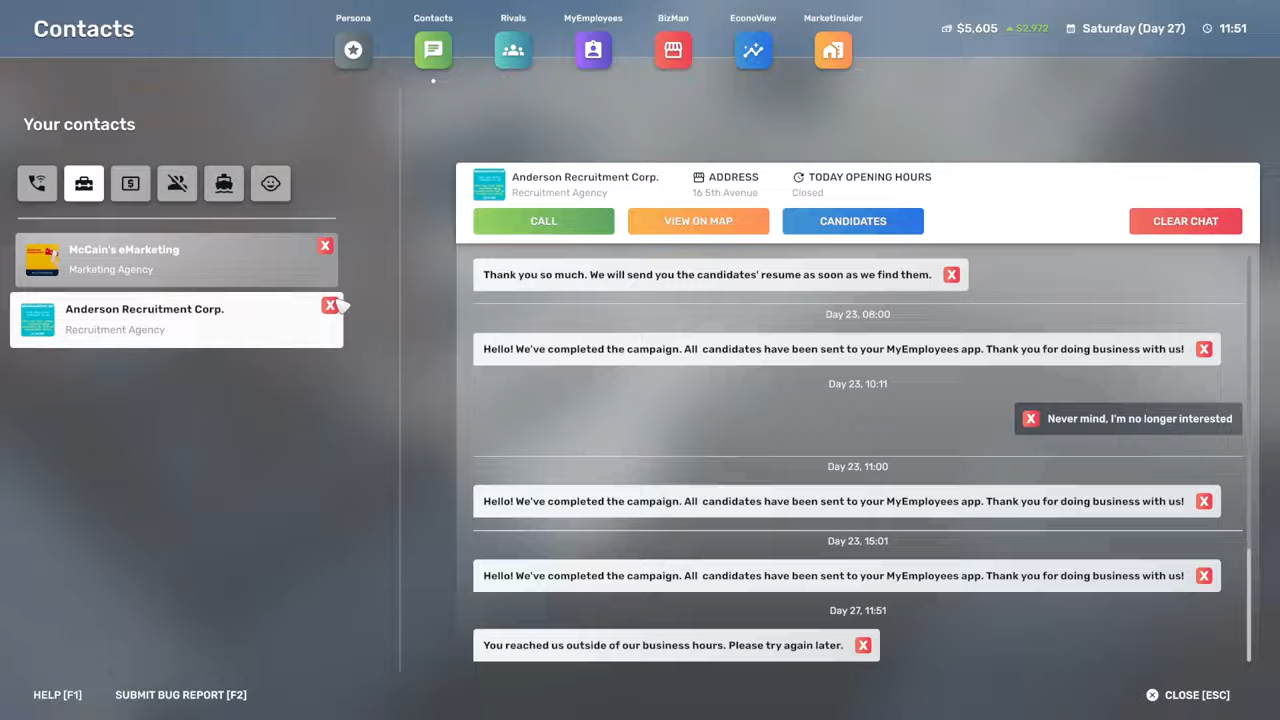 Contacts
Persona
Contacts
Rivals
MyEmployees
BizMan
EconoView
MarketInsider
$5,605
$2,972
Saturday (Day 27)
11:51
Your contacts
McCain's eMarketing
Marketing Agency
X
Anderson Recruitment Corp.
Recruitment Agency
X
Anderson Recruitment Corp.
Recruitment Agency
ADDRESS
16 5th Avenue
TODAY OPENING HOURS
Closed
CALL
VIEW ON MAP
CANDIDATES
CLEAR CHAT
Thank you so much. We will send you the candidates' resume as soon as we find them. X
Day 23, 08:00
Hello! We've completed the campaign. All candidates have been sent to your MyEmployees app. Thank you for doing business with us! X
Day 23, 10:11
X Never mind, I'm no longer interested
Day 23, 11:00
Hello! We've completed the campaign. All candidates have been sent to your MyEmployees app. Thank you for doing business with us! X
Day 23, 15:01
Hello! We've completed the campaign. All candidates have been sent to your MyEmployees app. Thank you for doing business with us! X
Day 27, 11:51
You reached us outside of our business hours. Please try again later. X
HELP [F1]
SUBMIT BUG REPORT [F2]
CLOSE [ESC]